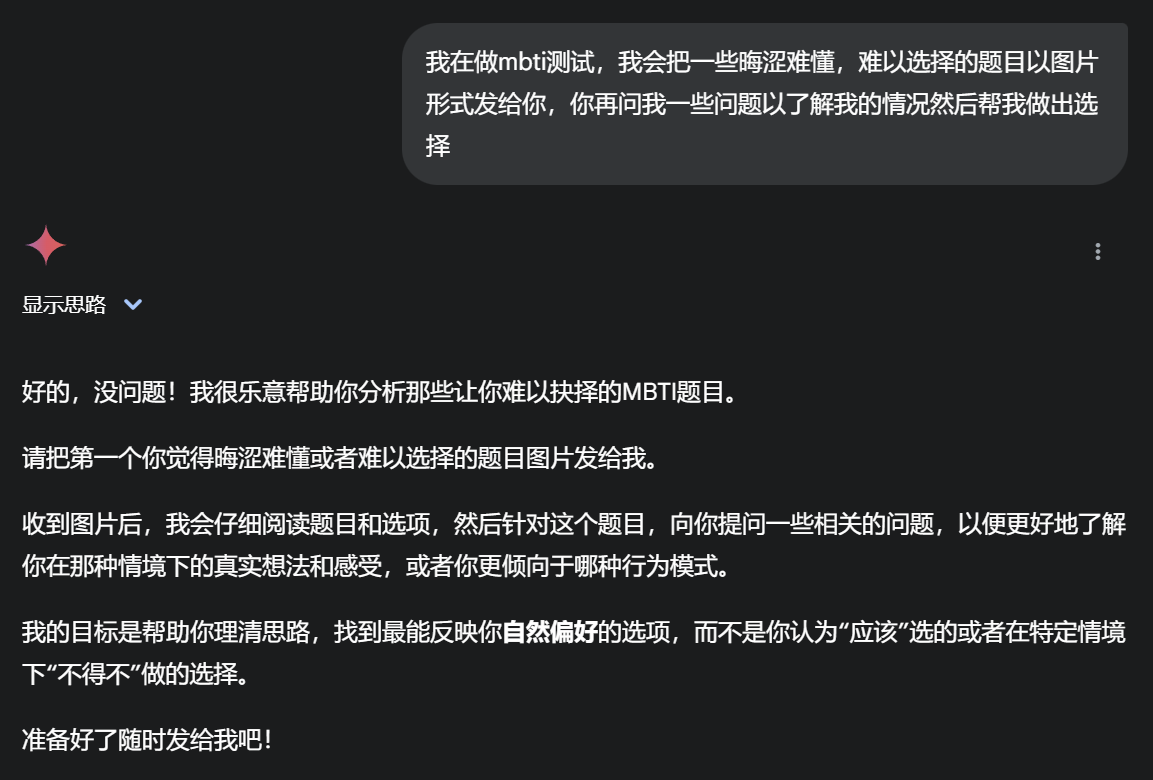 我在做mbti测试，我会把一些晦涩难懂，难以选择的题目以图片
形式发给你，你再问我一些问题以了解我的情况然后帮我做出选
择
显示思路
好的，没问题！我很乐意帮助你分析那些让你难以抉择的MBTI题目。
请把第一个你觉得晦涩难懂或者难以选择的题目图片发给我。
收到图片后，我会仔细阅读题目和选项，然后针对这个题目，向你提问一些相关的问题，以便更好地了解
你在那种情境下的真实想法和感受，或者你更倾向于哪种行为模式。
我的目标是帮助你理清思路，找到最能反映你自然偏好的选项，而不是你认为“应该”选的或者在特定情境
下“不得不”做的选择。
准备好了随时发给我吧！